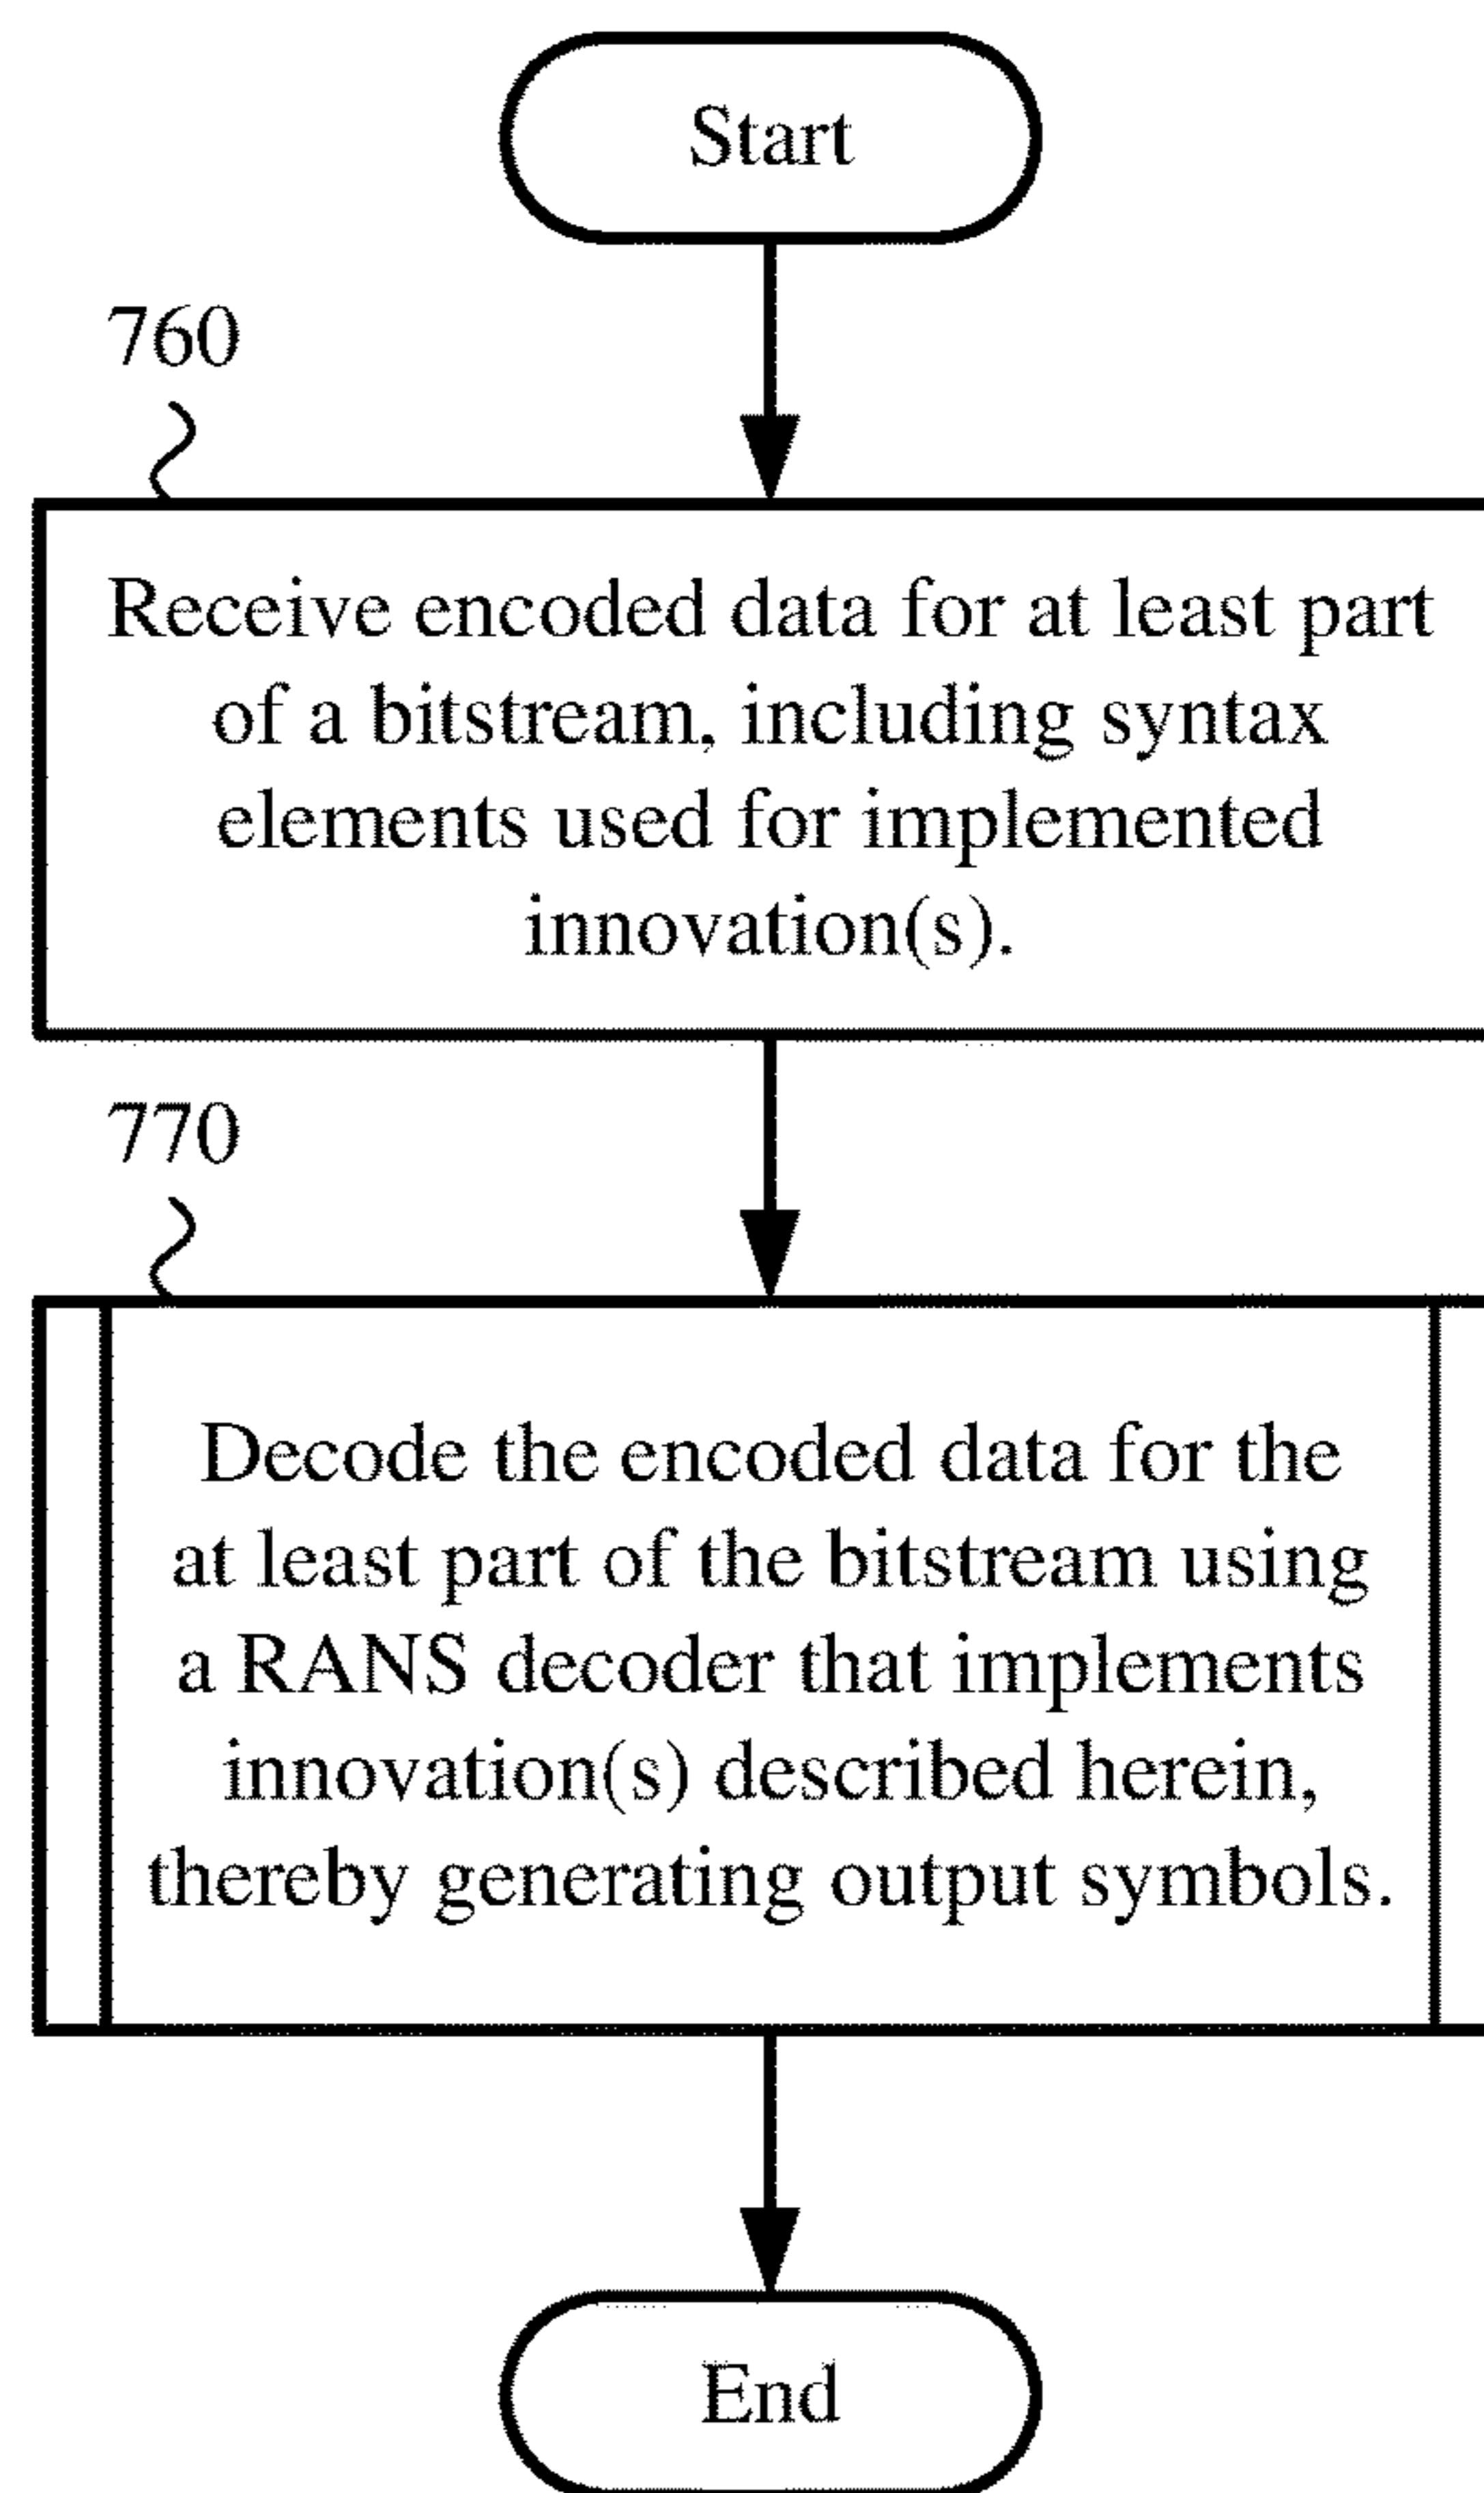 Start
760
Receive encoded data for at least part
of a bitstream, including syntax
elements used for implemented
innovation(s).
770
Decode the encoded data for the
at least part of the bitstream using
a RANS decoder that implements
innovation(s) described herein,
thereby generating output symbols.
End